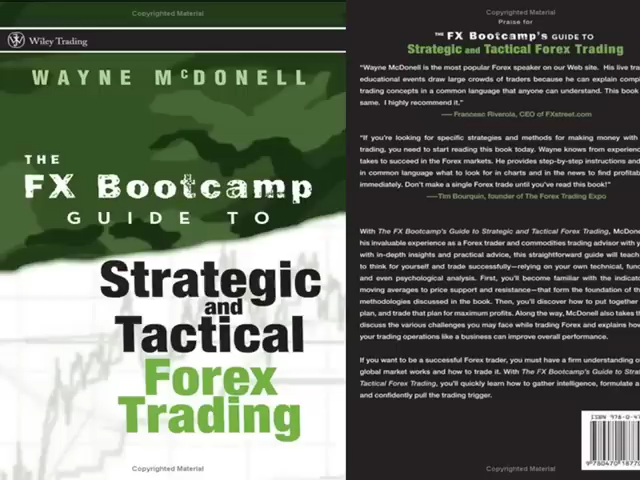 Copyrighted Material
Wiley Trading
WAYNE McDONELL
THE
FX Bootcamp
GUIDE TO
Strategic
and
Tactical
Forex
Trading
Copyrighted Material
Copyrighted Material
Praise for
THE FX BOOTCAMP'S GUIDE TO
Strategic and Tactical Forex Trading
"Wayne McDonell is the most popular Forex speaker on our Web site. His live tra
educational events draw large crowds of traders because he can explain compl
trading concepts in a common language that anyone can understand. This book
same. I highly recommend it."
— Francesc Riverola, CEO of FXstreet.com
"If you're looking for specific strategies and methods for making money with
trading, you need to start reading this book today. Wayne knows from experienc
takes to succeed in the Forex markets. He provides step-by-step instructions and
in common language what to look for in charts and in the news to find profitab
immediately. Don't make a single Forex trade until you've read this book!"
—Tim Bourquin, founder of The Forex Trading Expo
With The FX Bootcamp's Guide to Strategic and Tactical Forex Trading, McDone
his invaluable experience as a Forex trader and commodities trading advisor with y
with in-depth insights and practical advice, this straightforward guide will teach
to think for yourself and trade successfully—relying on your own technical, fund
and even psychological analysis. First, you'll become familiar with the indicat
moving averages to price support and resistance—that form the foundation of th
methodologies discussed in the book. Then, you'll discover how to put together
plan, and trade that plan for maximum profits. Along the way, McDonell also takes th
discuss the various challenges you may face while trading Forex and explains how
your trading operations like a business can improve overall performance.
If you want to be a successful Forex trader, you must have a firm understanding o
global market works and how to trade it. With The FX Bootcamp's Guide to Strat
Tactical Forex Trading, you'll quickly learn how to gather intelligence, formulate a
and confidently pull the trading trigger.
ISBN 978-0-4
9 780470 18770
Copyrighted Material